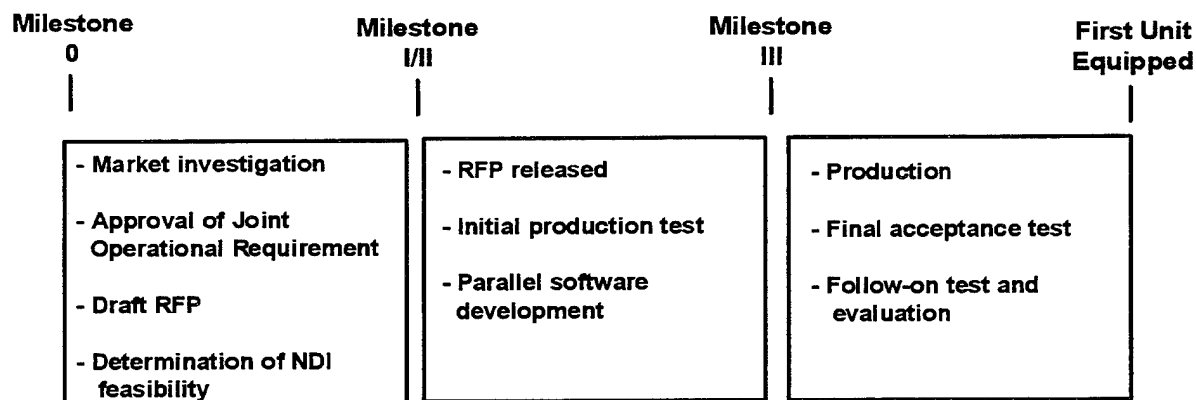 Milestone
0
Milestone
I/II
Milestone
III
First Unit
Equipped
- Market investigation
- Approval of Joint
Operational Requirement
- Draft RFP
- Determination of NDI
feasibility
- RFP released
- Initial production test
- Parallel software
development
- Production
- Final acceptance test
- Follow-on test and
evaluation